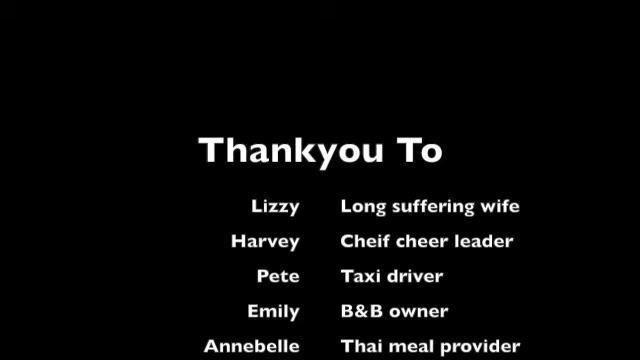 Thankyou To
Lizzy Long suffering wife
Harvey Cheif cheer leader
Pete Taxi driver
Emily B&B owner
Annebelle Thai meal provider